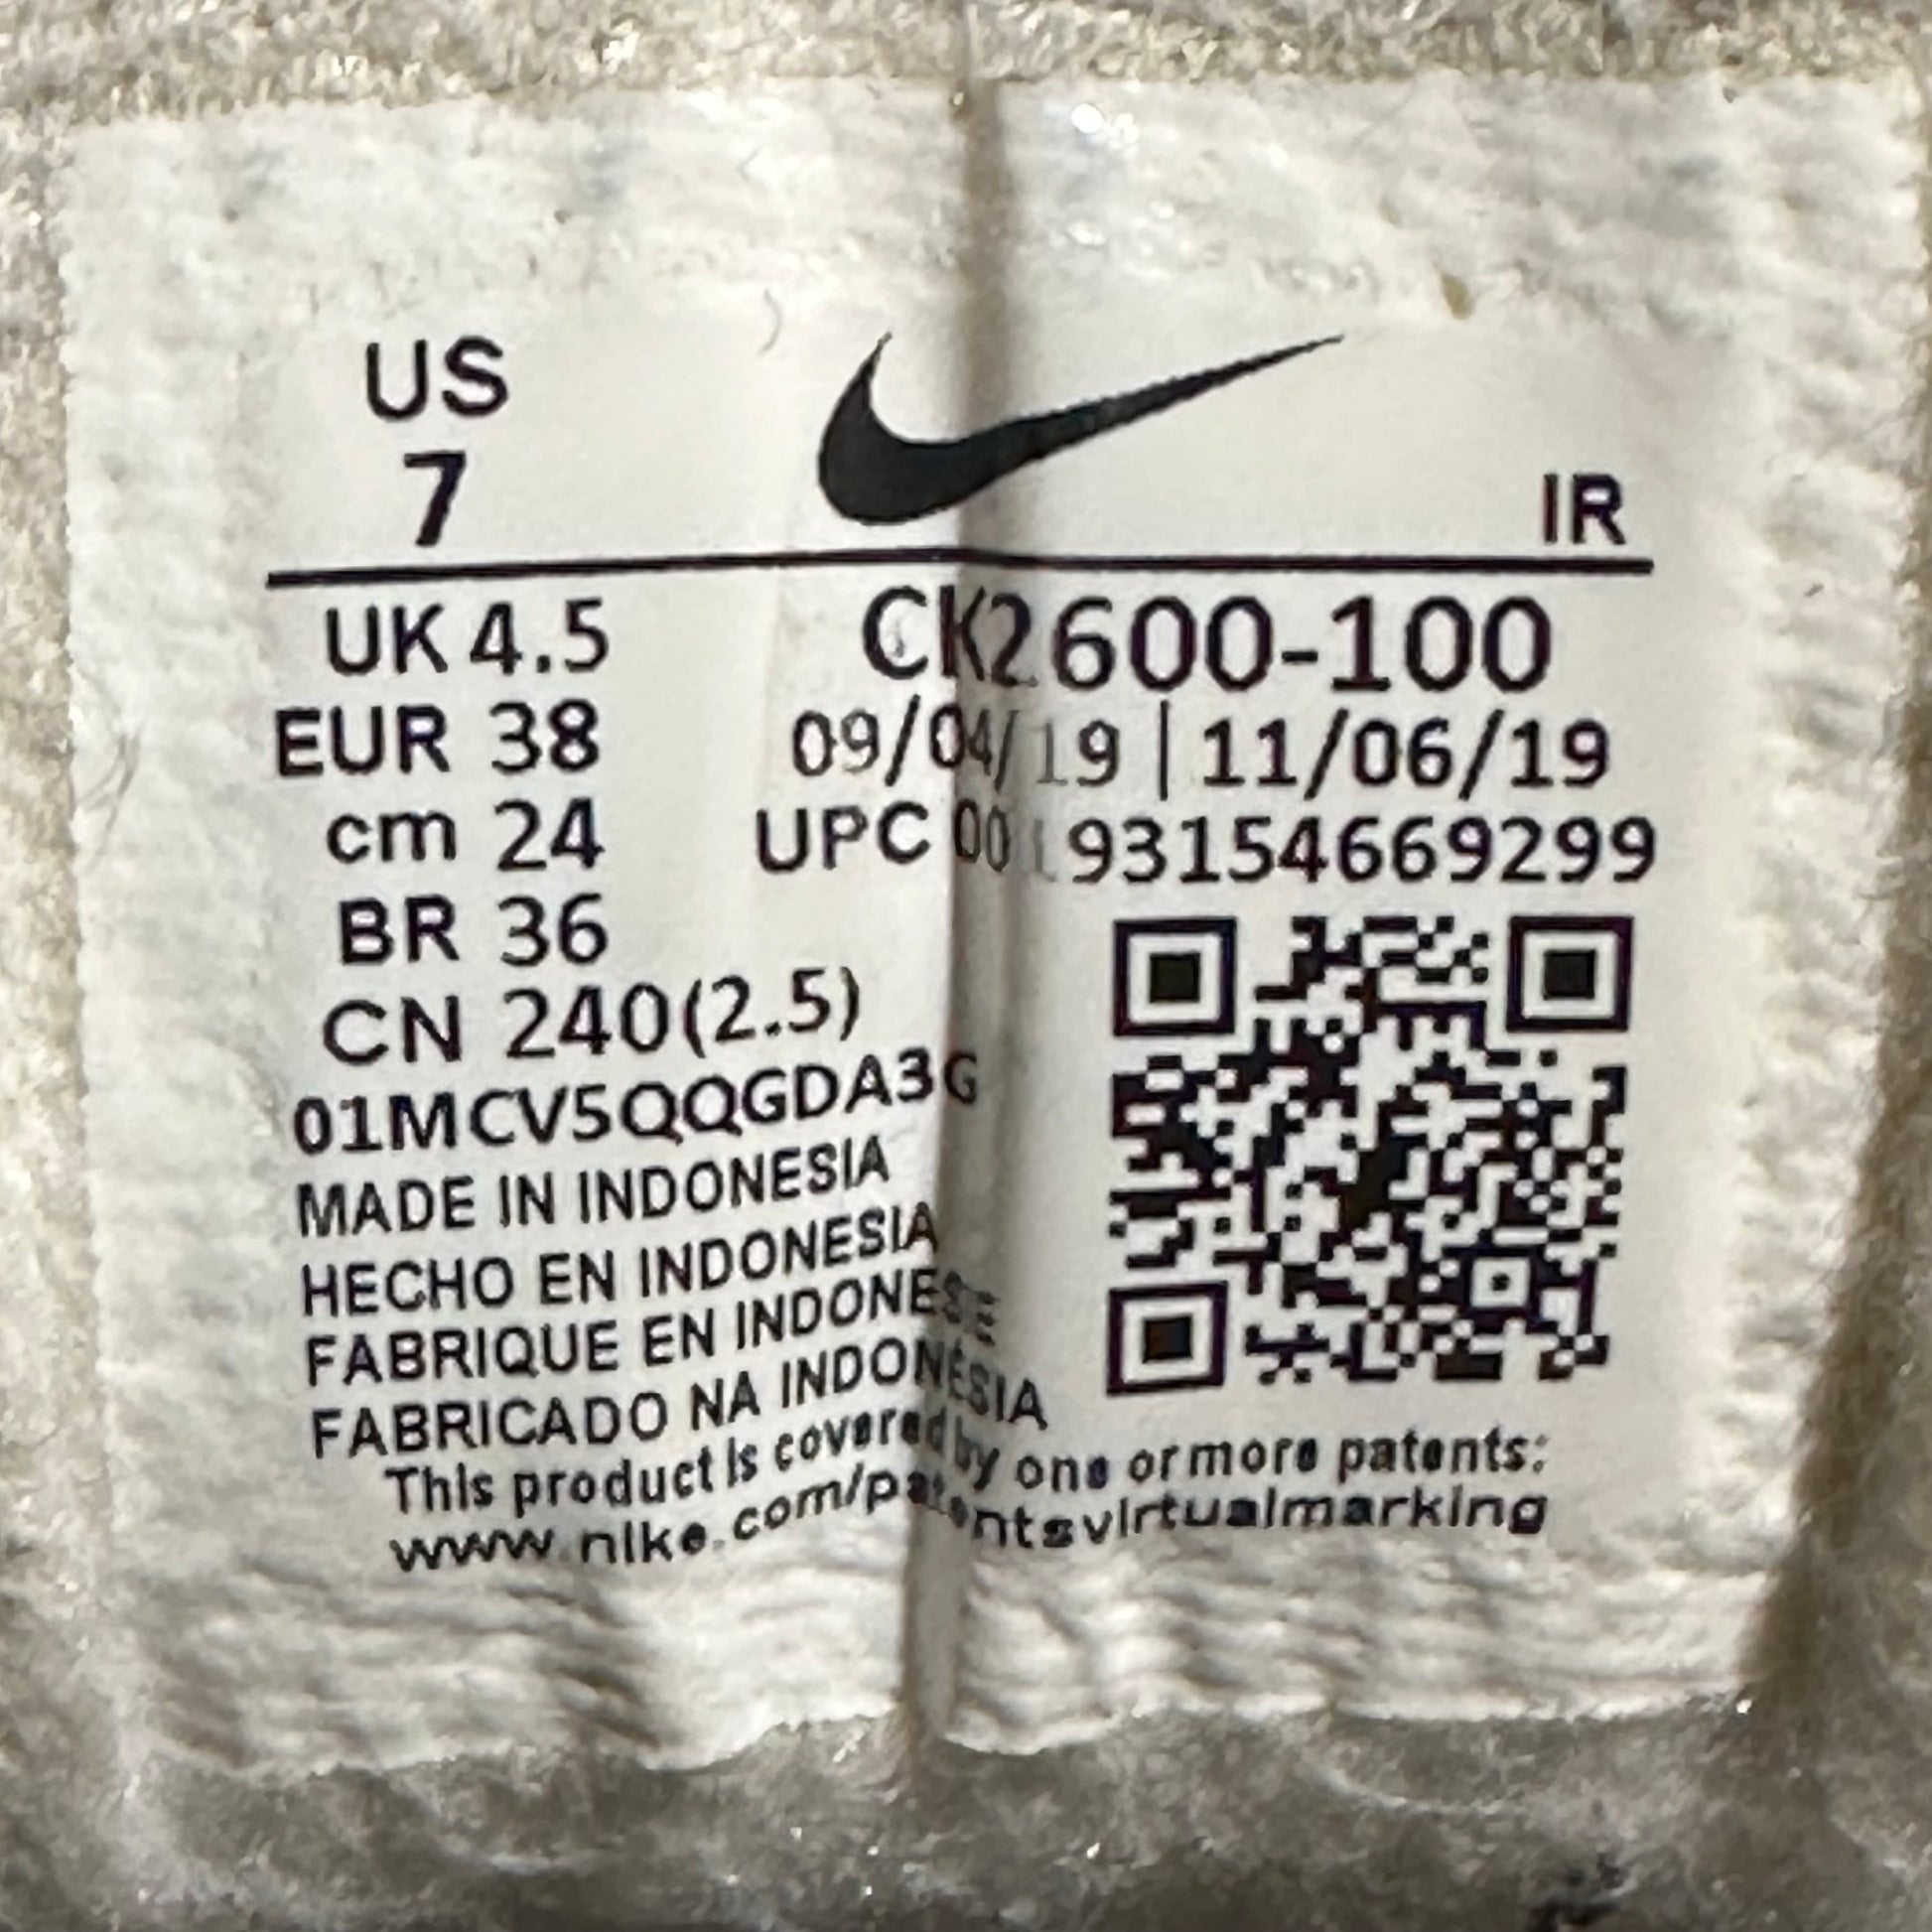 US
7
IR
UK 4.5
EUR 38
cm 24
BR 36
CN 240(2.5)
CK2600-100
09/04/19 | 11/06/19
UPC 00193154669299
01MCV5QQGDA3G
MADE IN INDONESIA
HECHO EN INDONESIA
FABRIQUE EN INDONESIE
FABRICADO NA INDONÉSIA
This product is covered by one or more patents:
www.nike.com/patentsvirtualmarking